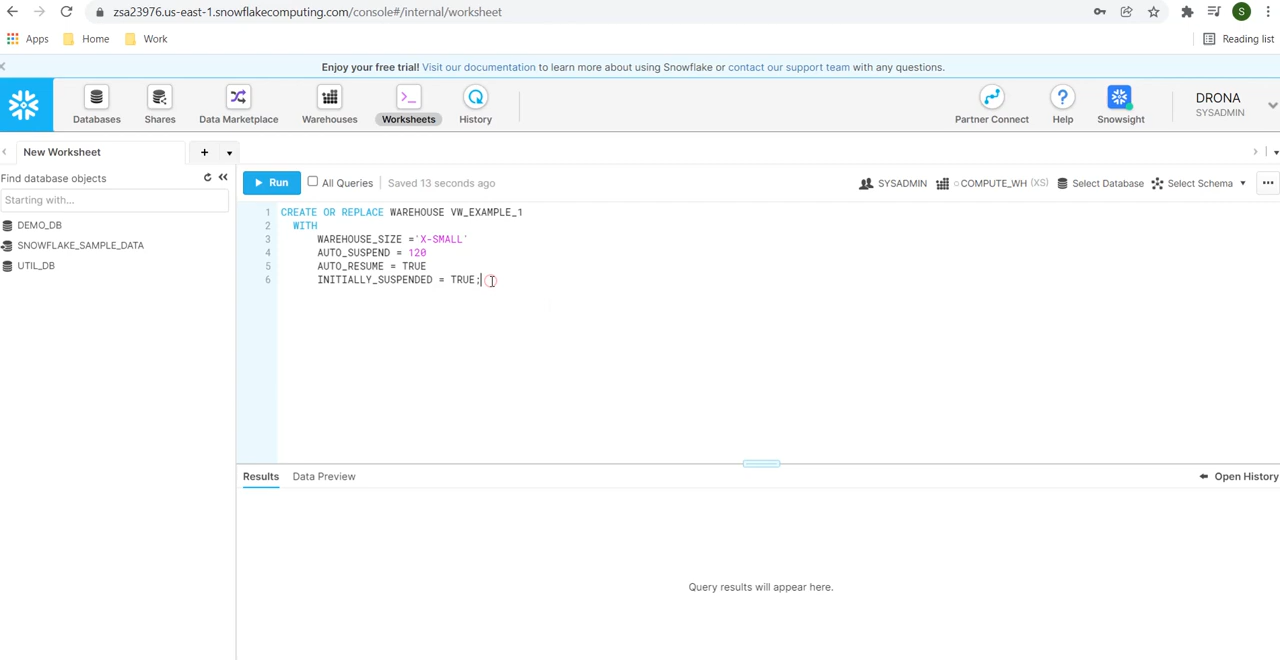 zsa23976.us-east-1.snowflakecomputing.com/console#/internal/worksheet
S
Apps Home Work Reading list
Enjoy your free trial! Visit our documentation to learn more about using Snowflake or contact our support team with any questions.
Databases Shares Data Marketplace Warehouses Worksheets History Partner Connect Help Snowsight
DRONA
SYSADMIN
New Worksheet
Find database objects
Starting with...
DEMO_DB
SNOWFLAKE_SAMPLE_DATA
UTIL_DB
Run All Queries Saved 13 seconds ago SYSADMIN COMPUTE_WH (XS) Select Database Select Schema
1 CREATE OR REPLACE WAREHOUSE VW_EXAMPLE_1
2 WITH
3 WAREHOUSE_SIZE ='X-SMALL'
4 AUTO_SUSPEND = 120
5 AUTO_RESUME = TRUE
6 INITIALLY_SUSPENDED = TRUE;
Results Data Preview Open History
Query results will appear here.